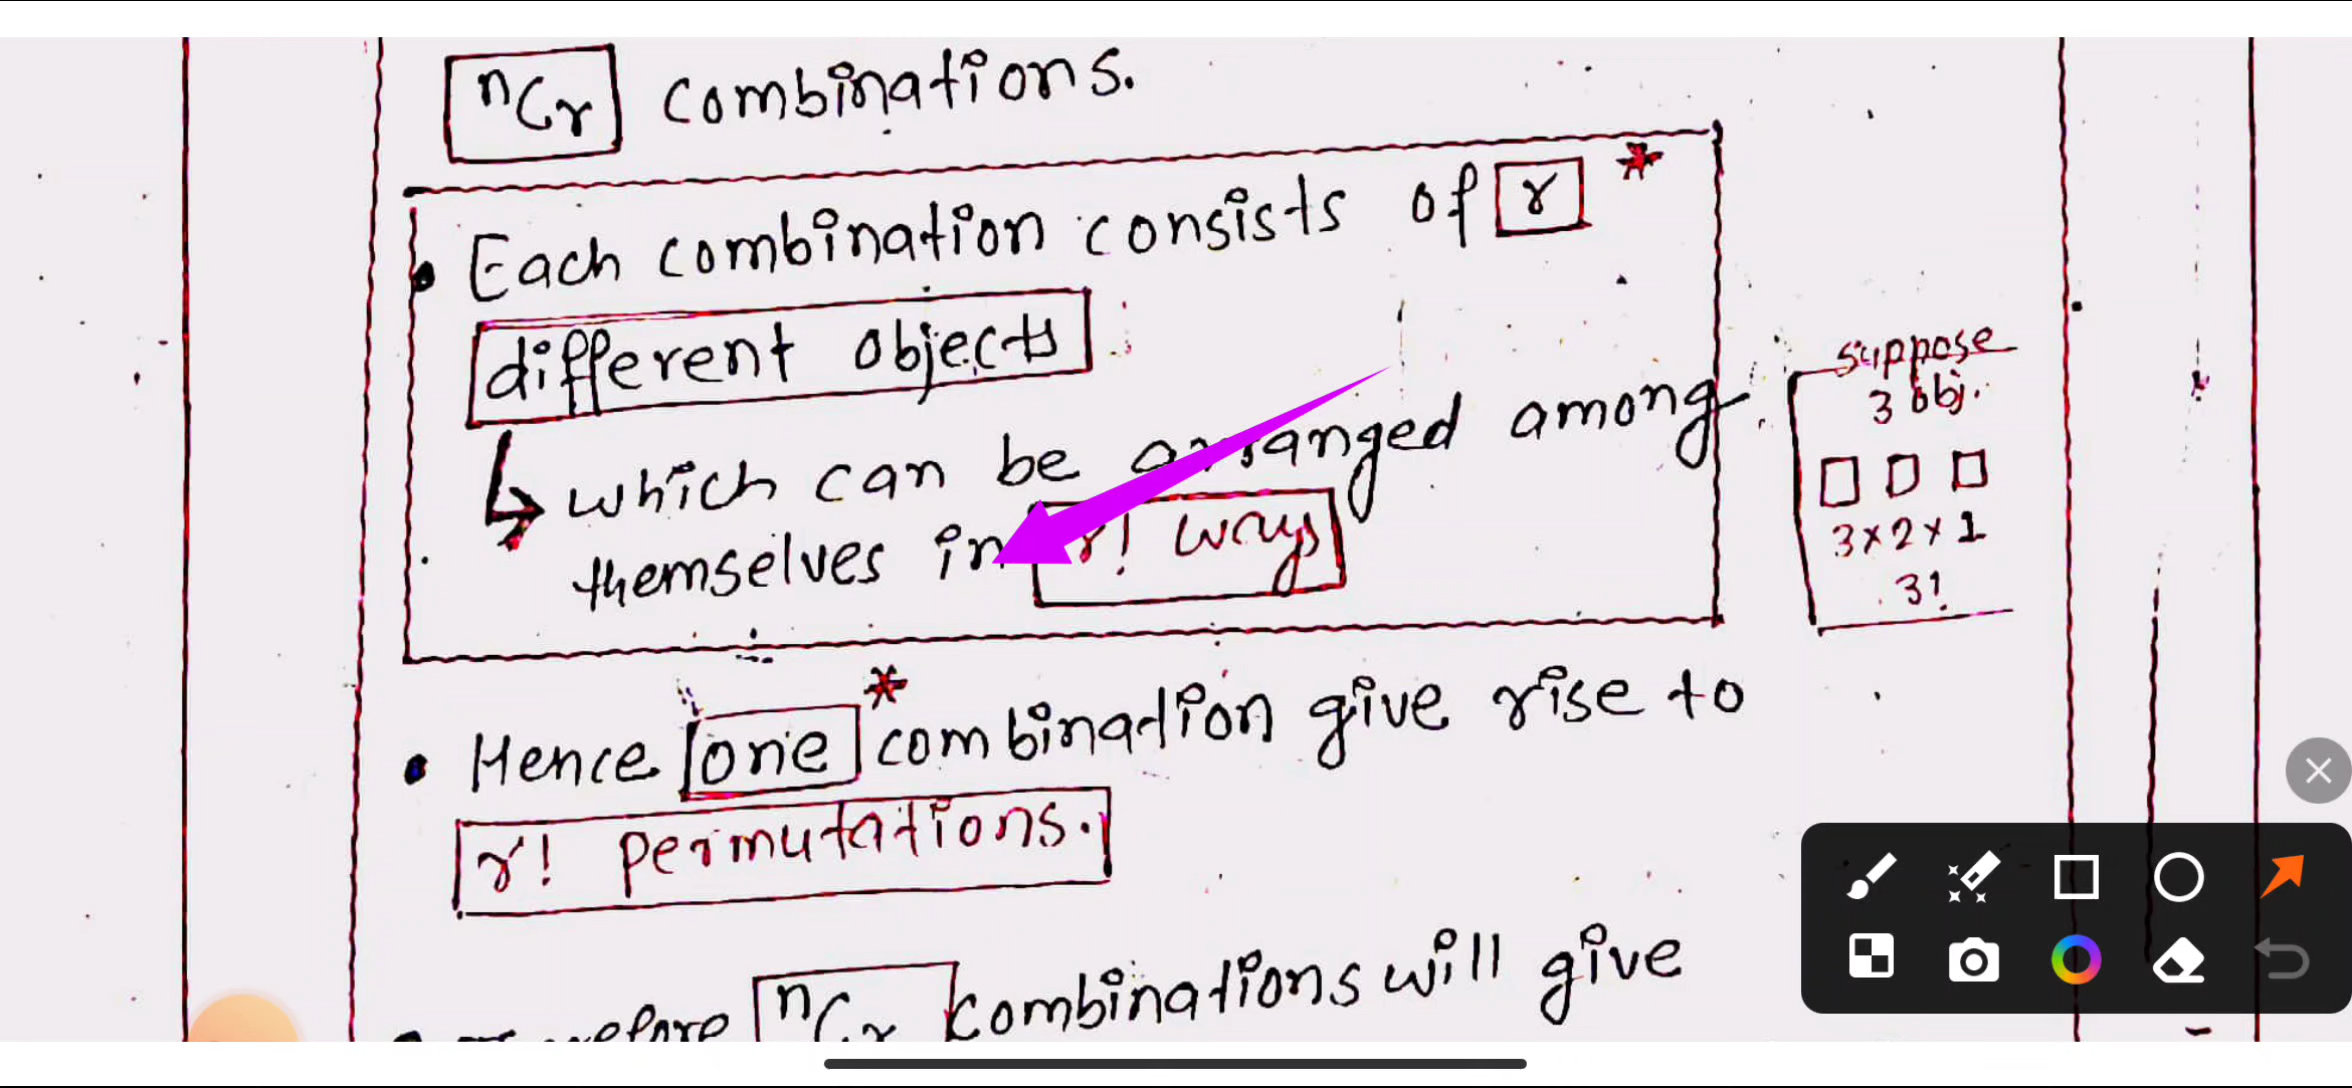 nCr combinations.
Each combination consists of r *
different objects
which can be arranged among
themselves in r! ways
suppose
3 obj.
3×2×1
3!
Hence one * combination give rise to
r! permutations.
nCr combinations will give